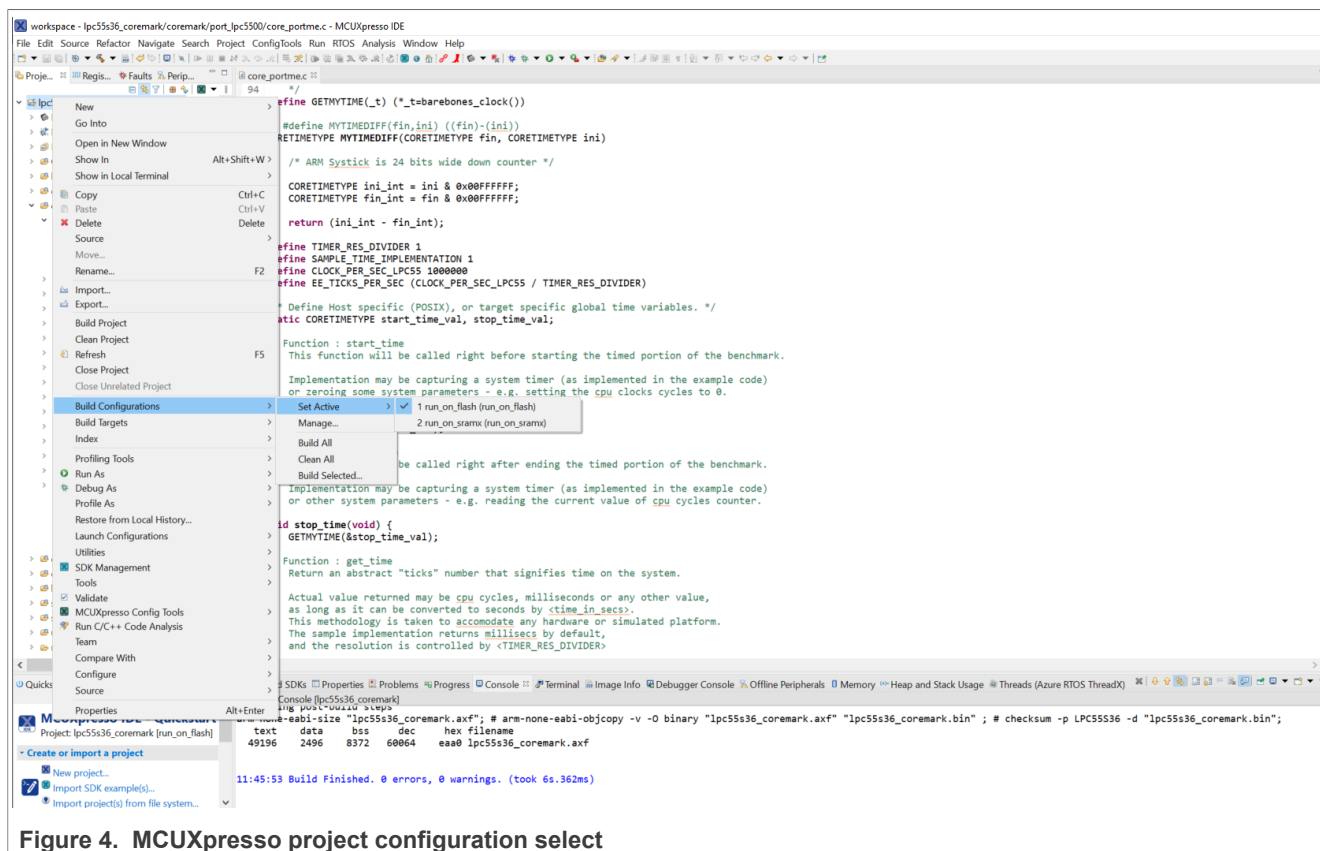 workspace - lpc55s36_coremark/coremark/port_lpc5500/core_portme.c - MCUXpresso IDE
File Edit Source Refactor Navigate Search Project ConfigTools Run RTOS Analysis Window Help
Proje... Regis... Faults Perip...
core_portme.c
New
Go Into
Open in New Window
Show In Alt+Shift+W >
Show in Local Terminal
Copy Ctrl+C
Paste Ctrl+V
Delete Delete
Source
Move...
Rename... F2
Import...
Export...
Build Project
Clean Project
Refresh F5
Close Project
Close Unrelated Project
Build Configurations
Build Targets
Index
Profiling Tools
Run As
Debug As
Profile As
Restore from Local History...
Launch Configurations
Utilities
SDK Management
Tools
Validate
MCUXpresso Config Tools
Run C/C++ Code Analysis
Team
Compare With
Configure
Source
Properties Alt+Enter
Set Active
Manage...
Build All
Clean All
Build Selected...
1 run_on_flash (run_on_flash)
2 run_on_sramx (run_on_sramx)
94 */
efine GETMYTIME(_t) (*_t=barebones_clock())
#define MYTIMEDIFF(fin,ini) ((fin)-(ini))
RETIMETYPE MYTIMEDIFF(CORETIMETYPE fin, CORETIMETYPE ini)
/* ARM Systick is 24 bits wide down counter */
CORETIMETYPE ini_int = ini & 0x00FFFFFF;
CORETIMETYPE fin_int = fin & 0x00FFFFFF;
return (ini_int - fin_int);
efine TIMER_RES_DIVIDER 1
efine SAMPLE_TIME_IMPLEMENTATION 1
efine CLOCK_PER_SEC_LPC55 1000000
efine EE_TICKS_PER_SEC (CLOCK_PER_SEC_LPC55 / TIMER_RES_DIVIDER)
* Define Host specific (POSIX), or target specific global time variables. */
atic CORETIMETYPE start_time_val, stop_time_val;
Function : start_time
This function will be called right before starting the timed portion of the benchmark.
Implementation may be capturing a system timer (as implemented in the example code)
or zeroing some system parameters - e.g. setting the cpu clocks cycles to 0.
be called right after ending the timed portion of the benchmark.
Implementation may be capturing a system timer (as implemented in the example code)
or other system parameters - e.g. reading the current value of cpu cycles counter.
id stop_time(void) {
GETMYTIME(&stop_time_val);
Function : get_time
Return an abstract "ticks" number that signifies time on the system.
Actual value returned may be cpu cycles, milliseconds or any other value,
as long as it can be converted to seconds by <time_in_secs>.
This methodology is taken to accomodate any hardware or simulated platform.
The sample implementation returns millisecs by default,
and the resolution is controlled by <TIMER_RES_DIVIDER>
Quicks d SDKs Properties Problems Progress Console Terminal Image Info Debugger Console Offline Peripherals Memory Heap and Stack Usage Threads (Azure RTOS ThreadX)
Console [lpc55s36_coremark]
ing post-build steps
MCUXpresso IDE - Quickstart
Project: lpc55s36_coremark [run_on_flash]
Create or import a project
New project...
Import SDK example(s)...
Import project(s) from file system...
arm-none-eabi-size "lpc55s36_coremark.axf"; # arm-none-eabi-objcopy -v -O binary "lpc55s36_coremark.axf" "lpc55s36_coremark.bin" ; # checksum -p LPC55S36 -d "lpc55s36_coremark.bin";
text data bss dec hex filename
49196 2496 8372 60064 eaa0 lpc55s36_coremark.axf
11:45:53 Build Finished. 0 errors, 0 warnings. (took 6s.362ms)
Figure 4. MCUXpresso project configuration select